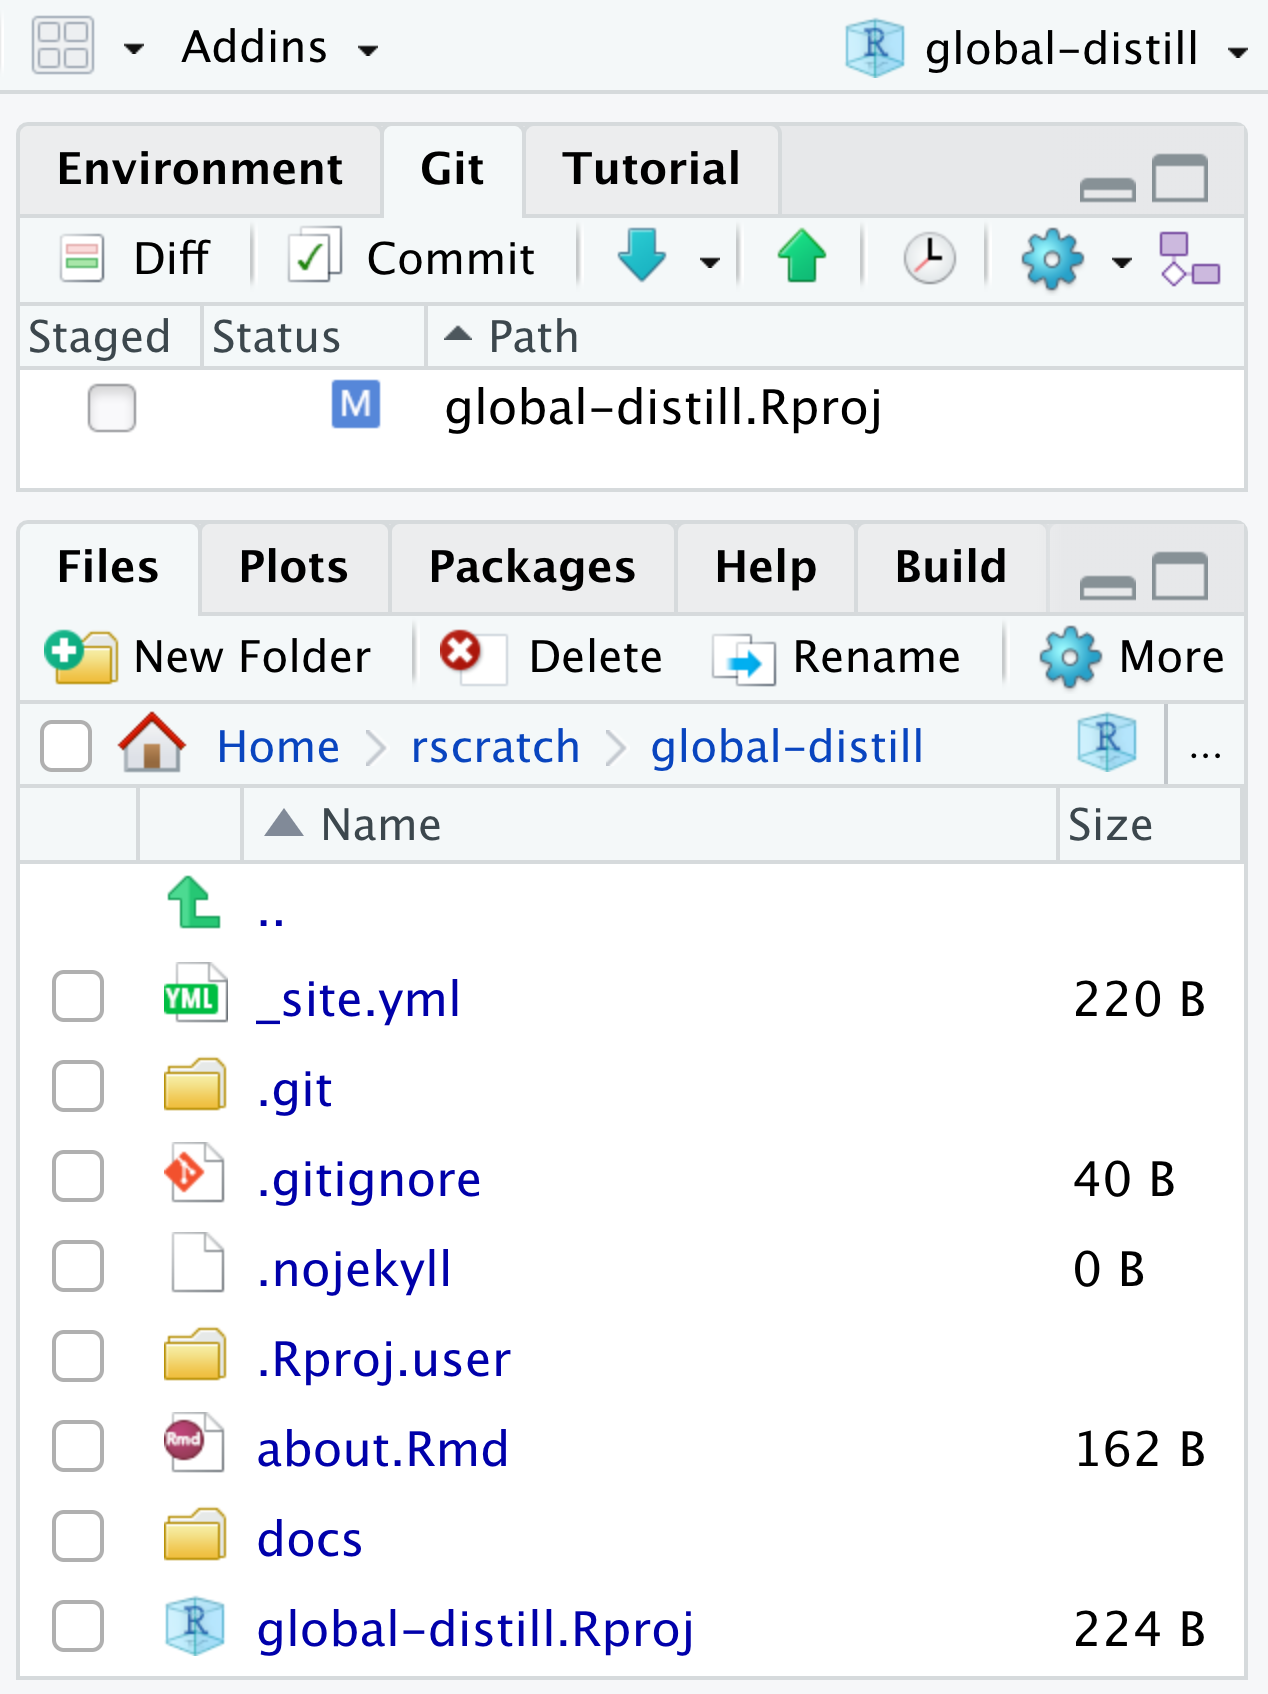 Addins global-distill
Environment Git Tutorial
Diff Commit
Staged Status Path
M global-distill.Rproj
Files Plots Packages Help Build
New Folder Delete Rename More
Home rscratch global-distill ...
Name Size
..
YML _site.yml 220 B
.git
.gitignore 40 B
.nojekyll 0 B
.Rproj.user
Rmd about.Rmd 162 B
docs
R global-distill.Rproj 224 B